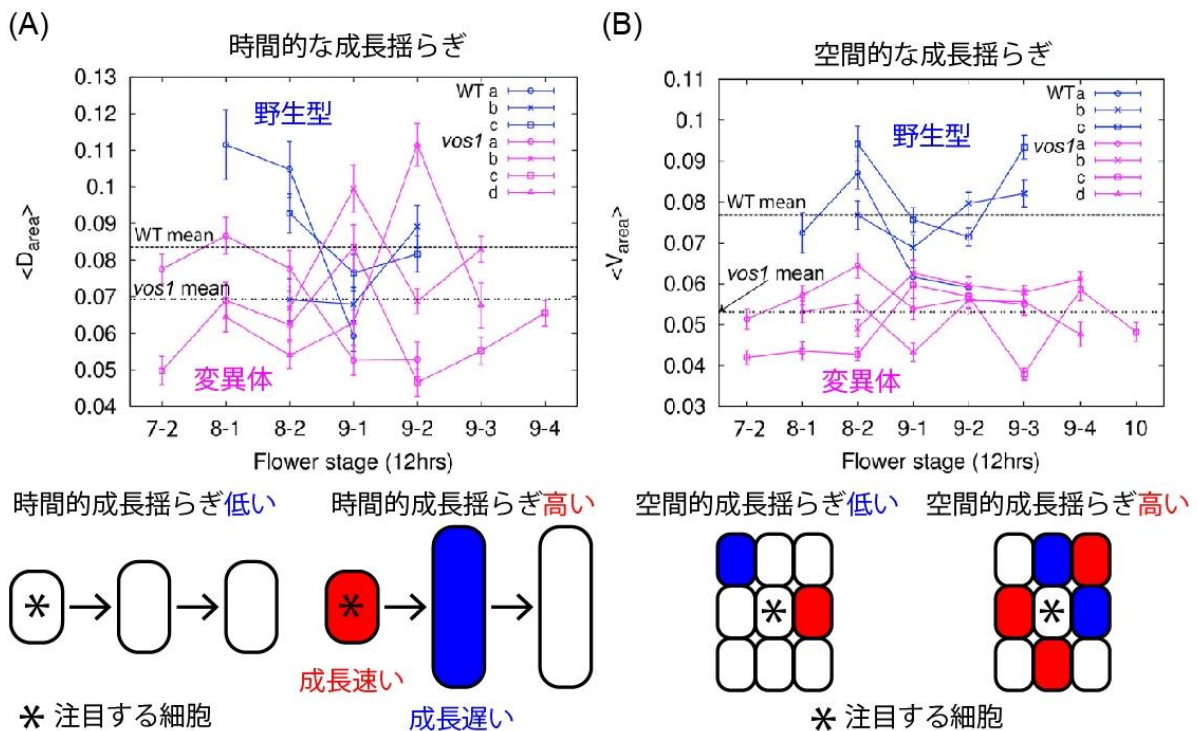 (A)
時間的な成長揺らぎ
0.13
0.12
0.11
0.1
0.09
0.08
0.07
0.06
0.05
0.04
<D area>
野生型
WT a
b
c
vos1 a
b
c
d
WT mean
vos1 mean
変異体
7-2 8-1 8-2 9-1 9-2 9-3 9-4
Flower stage (12hrs)
(B)
空間的な成長揺らぎ
0.11
0.1
0.09
0.08
0.07
0.06
0.05
0.04
0.03
<V area>
野生型
WT a
b
c
vos1 a
b
c
d
WT mean
vos1 mean
変異体
7-2 8-1 8-2 9-1 9-2 9-3 9-4 10
Flower stage (12hrs)
時間的成長揺らぎ低い
時間的成長揺らぎ高い
*
*
成長速い
成長遅い
* 注目する細胞
空間的成長揺らぎ低い
空間的成長揺らぎ高い
*
*
* 注目する細胞